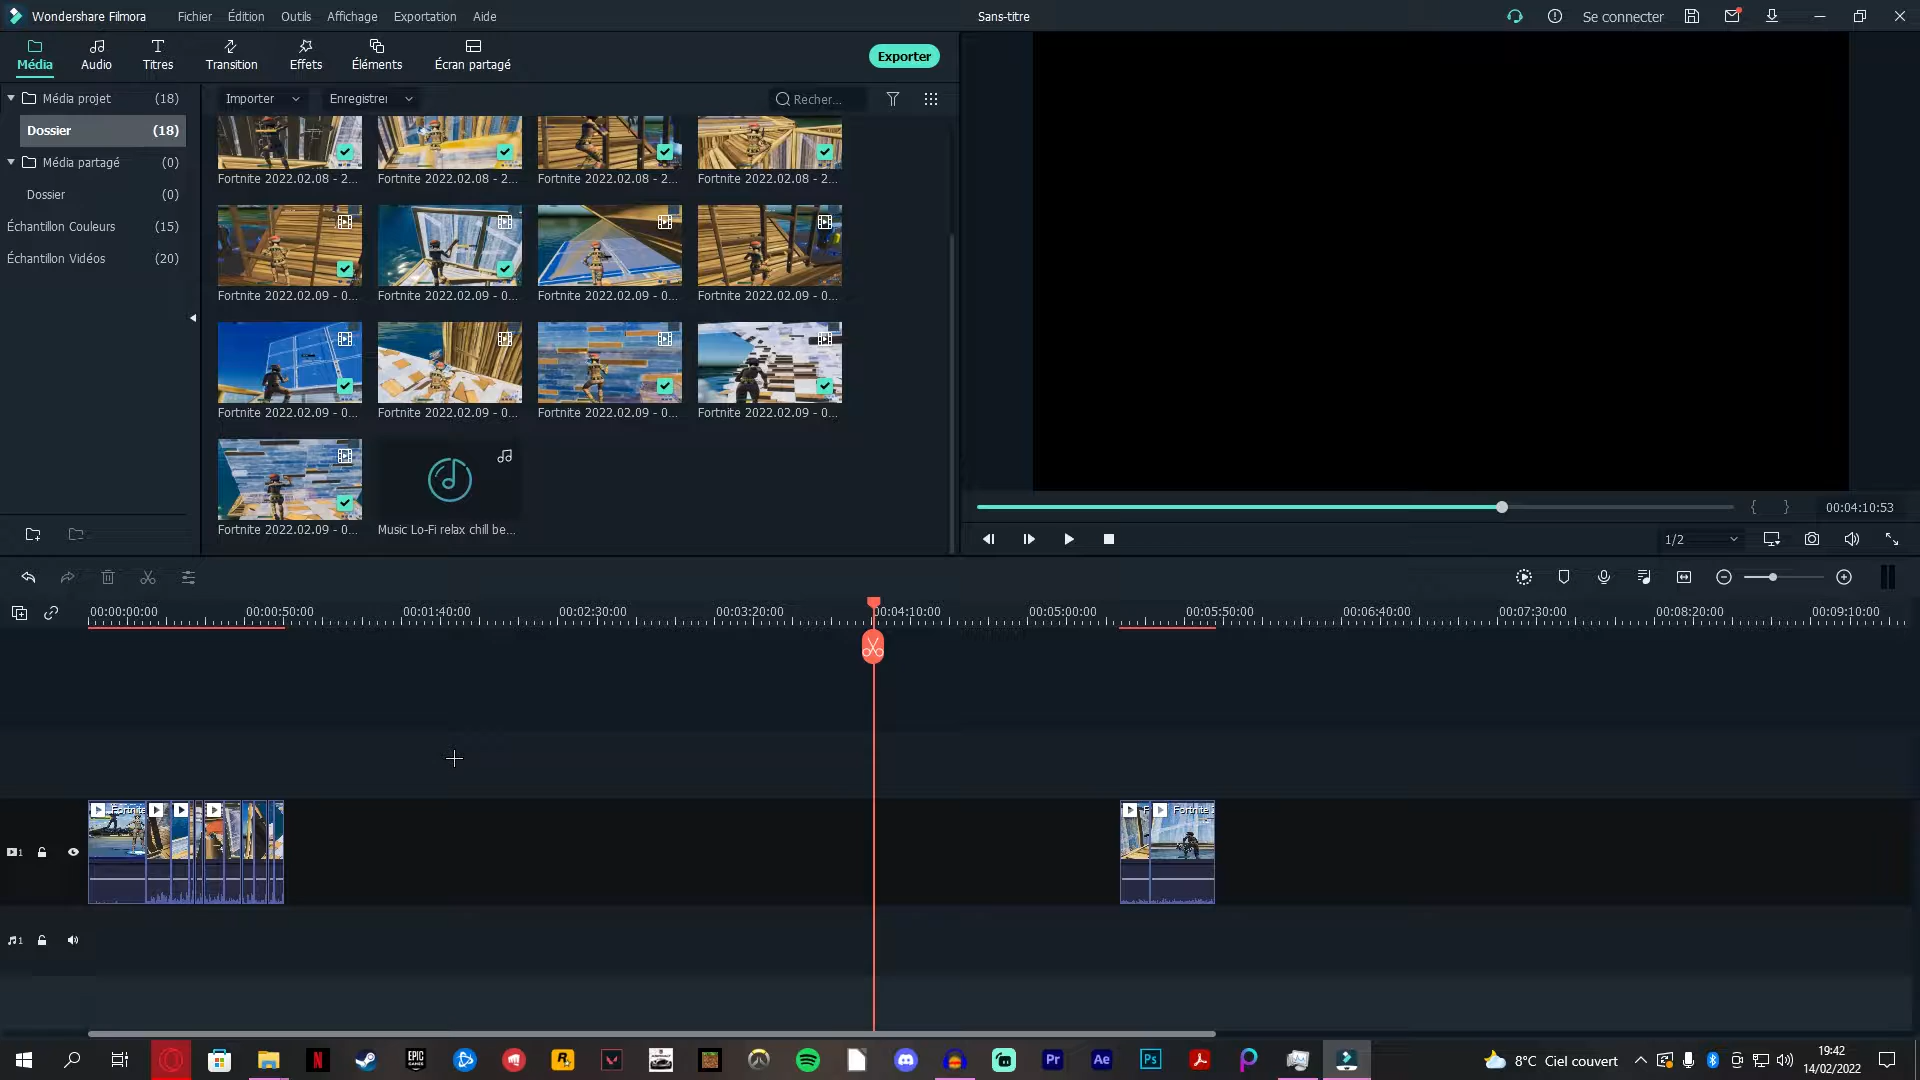 Wondershare Filmora Fichier Édition Outils Affichage Exportation Aide Sans-titre Se connecter
Média Audio Titres Transition Effets Éléments Écran partagé Exporter
Média projet (18)
Dossier (18)
Média partagé (0)
Dossier (0)
Échantillon Couleurs (15)
Échantillon Vidéos (20)
Importer Enregistrer Recher...
Fortnite 2022.02.08 - 2... Fortnite 2022.02.08 - 2... Fortnite 2022.02.08 - 2... Fortnite 2022.02.08 - 2...
Fortnite 2022.02.09 - 0... Fortnite 2022.02.09 - 0... Fortnite 2022.02.09 - 0... Fortnite 2022.02.09 - 0...
Fortnite 2022.02.09 - 0... Fortnite 2022.02.09 - 0... Fortnite 2022.02.09 - 0... Fortnite 2022.02.09 - 0...
Fortnite 2022.02.09 - 0... Music Lo-Fi relax chill be...
{ } 00:04:10:53
1/2
00:00:00:00 00:00:50:00 00:01:40:00 00:02:30:00 00:03:20:00 00:04:10:00 00:05:00:00 00:05:50:00 00:06:40:00 00:07:30:00 00:08:20:00 00:09:10:00
Fortnite F Fortnite
1
1
N EPIC GAMES R Pr Ae Ps
8°C Ciel couvert
19:42
14/02/2022